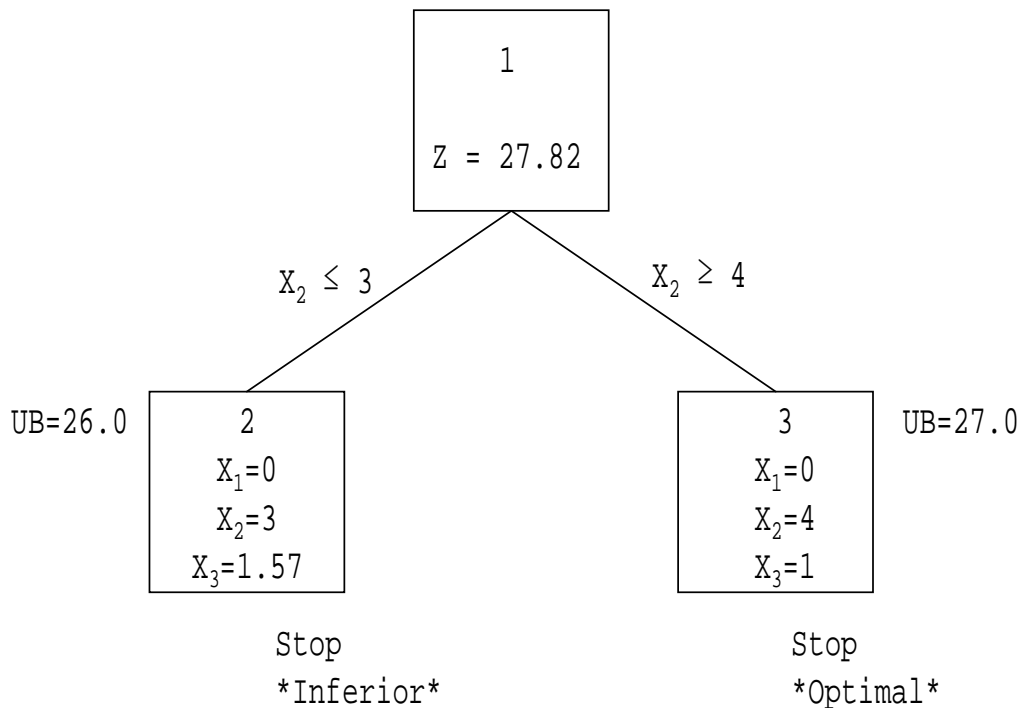 1
Z = 27.82
X₂ ≤ 3
X₂ ≥ 4
UB=26.0
2
X₁=0
X₂=3
X₃=1.57
Stop
*Inferior*
3
UB=27.0
X₁=0
X₂=4
X₃=1
Stop
*Optimal*